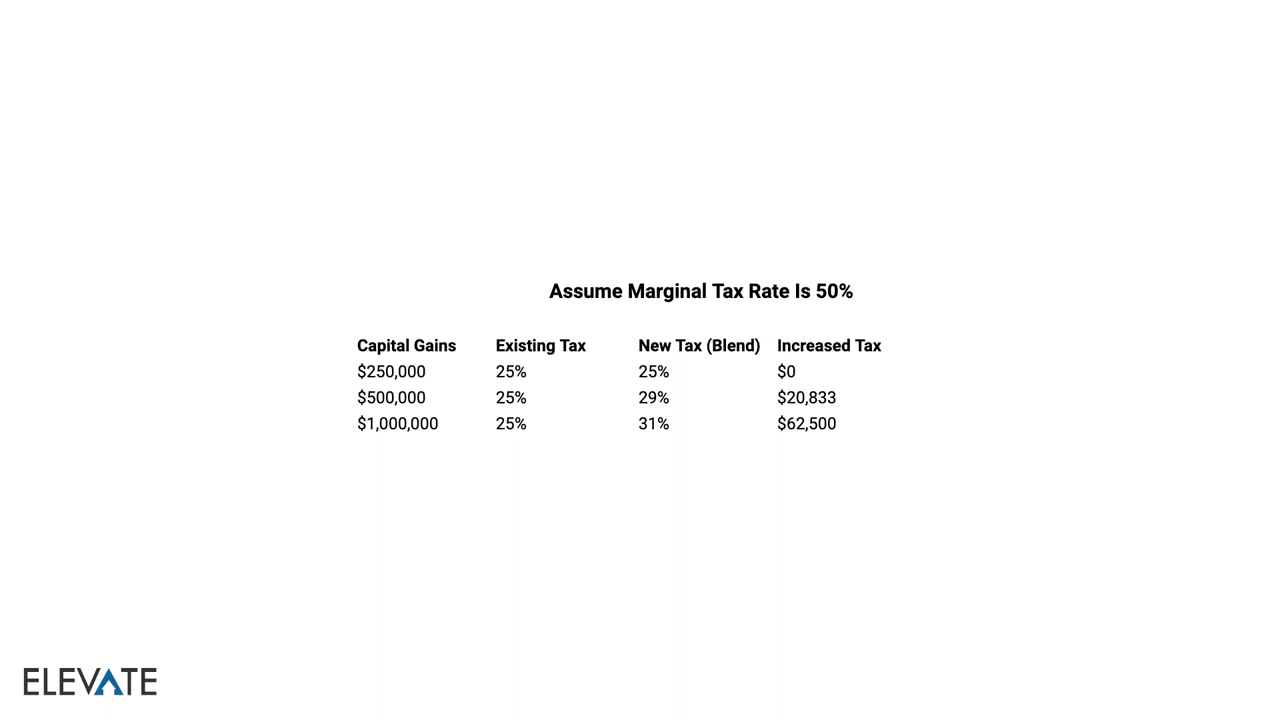 Assume Marginal Tax Rate Is 50%
Capital Gains Existing Tax New Tax (Blend) Increased Tax
$250,000 25% 25% $0
$500,000 25% 29% $20,833
$1,000,000 25% 31% $62,500
ELEVATE